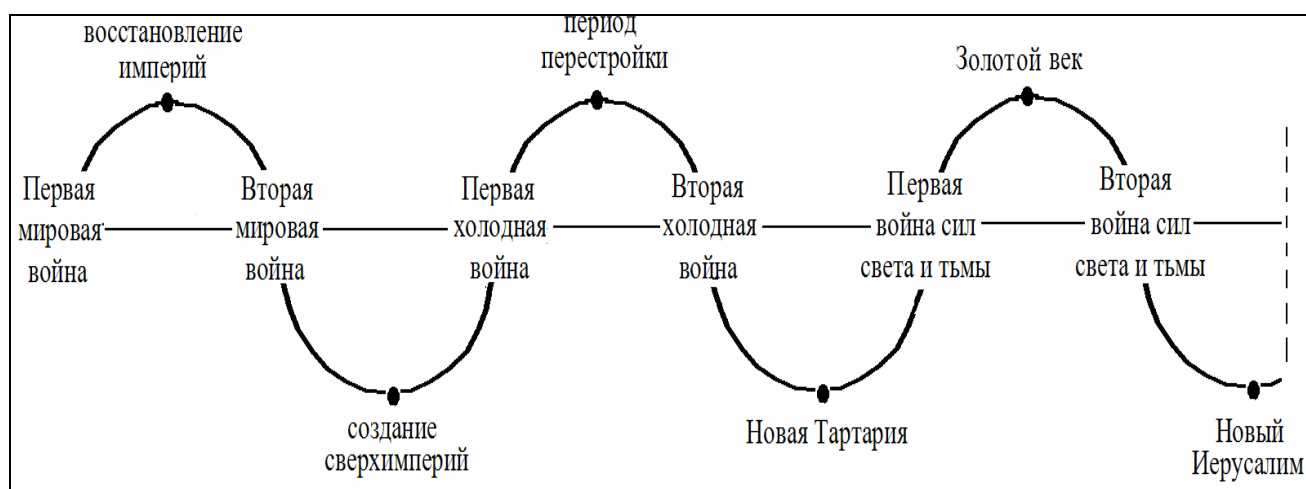 восстановление
империй
период
перестройки
Золотой век
Первая
мировая
война
Вторая
мировая
война
Первая
холодная
война
Вторая
холодная
война
Первая
война сил
света и тьмы
Вторая
война сил
света и тьмы
создание
сверхимперий
Новая Тартария
Новый
Иерусалим